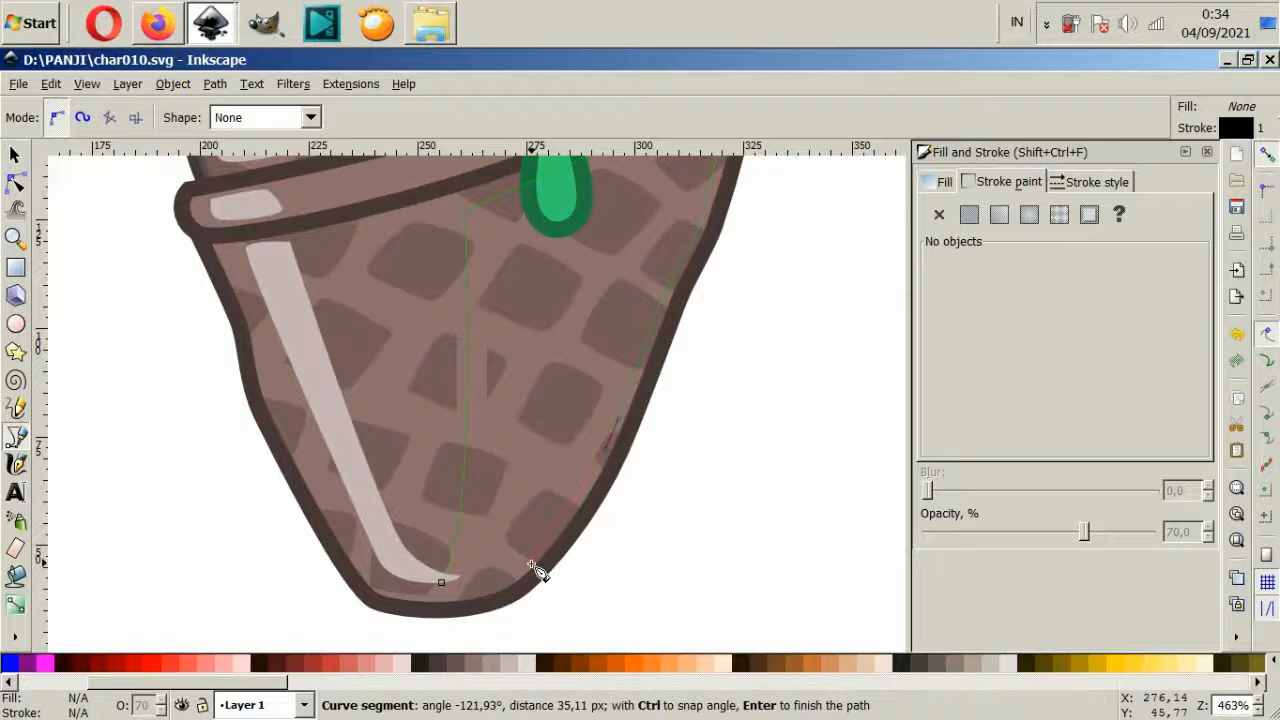 Start
IN
0:34
04/09/2021
D:\PANJI\char010.svg - Inkscape
File Edit View Layer Object Path Text Filters Extensions Help
Mode:
Shape:
None
Fill: None
Stroke: 1
175 200 225 250 275 300 325 350
Fill and Stroke (Shift+Ctrl+F)
Fill
Stroke paint
Stroke style
?
No objects
Blur:
0,0
Opacity, %
70,0
Fill: N/A
Stroke: N/A
O: 70
•Layer 1
Curve segment: angle -121,93°, distance 35,11 px; with Ctrl to snap angle, Enter to finish the path
X: 276,14
Y: 45,77
Z: 463%